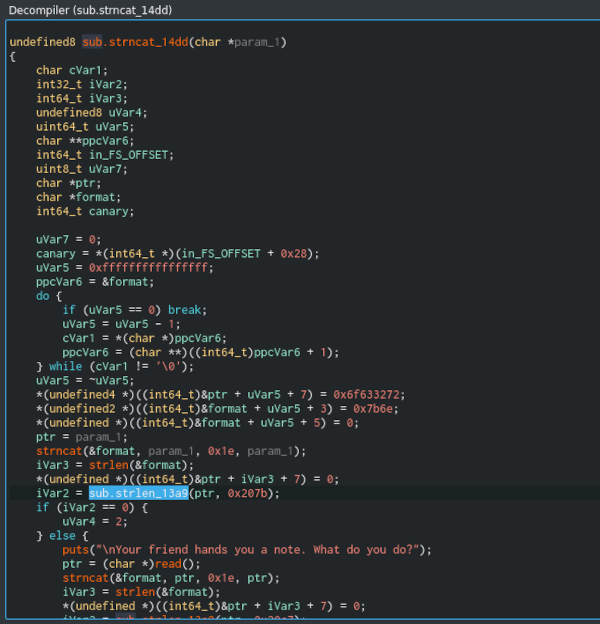 Decompiler (sub.strncat_14dd)
undefined8 sub.strncat_14dd(char *param_1)
{
    char cVar1;
    int32_t iVar2;
    int64_t iVar3;
    undefined8 uVar4;
    uint64_t uVar5;
    char **ppcVar6;
    int64_t in_FS_OFFSET;
    uint8_t uVar7;
    char *ptr;
    char *format;
    int64_t canary;
    uVar7 = 0;
    canary = *(int64_t *)(in_FS_OFFSET + 0x28);
    uVar5 = 0xffffffffffffffff;
    ppcVar6 = &format;
    do {
        if (uVar5 == 0) break;
        uVar5 = uVar5 - 1;
        cVar1 = *(char *)ppcVar6;
        ppcVar6 = (char **)((int64_t)ppcVar6 + 1);
    } while (cVar1 != '\0');
    uVar5 = ~uVar5;
    *(undefined4 *)((int64_t)&ptr + uVar5 + 7) = 0x6f633272;
    *(undefined2 *)((int64_t)&format + uVar5 + 3) = 0x7b6e;
    *(undefined *)((int64_t)&format + uVar5 + 5) = 0;
    ptr = param_1;
    strncat(&format, param_1, 0x1e, param_1);
    iVar3 = strlen(&format);
    *(undefined *)((int64_t)&ptr + iVar3 + 7) = 0;
    iVar2 = sub.strlen_13a9(ptr, 0x207b);
    if (iVar2 == 0) {
        uVar4 = 2;
    } else {
        puts("\nYour friend hands you a note. What do you do?");
        ptr = (char *)read();
        strncat(&format, ptr, 0x1e, ptr);
        iVar3 = strlen(&format);
        *(undefined *)((int64_t)&ptr + iVar3 + 7) = 0;